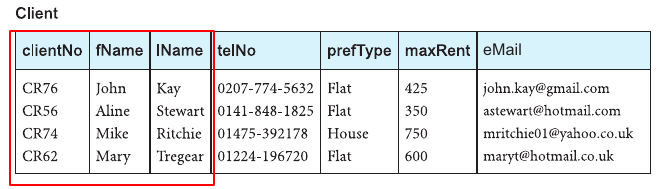 Client
clientNo fName lName telNo prefType maxRent eMail
CR76 John Kay 0207-774-5632 Flat 425 john.kay@gmail.com
CR56 Aline Stewart 0141-848-1825 Flat 350 astewart@hotmail.com
CR74 Mike Ritchie 01475-392178 House 750 mritchie01@yahoo.co.uk
CR62 Mary Tregear 01224-196720 Flat 600 maryt@hotmail.co.uk